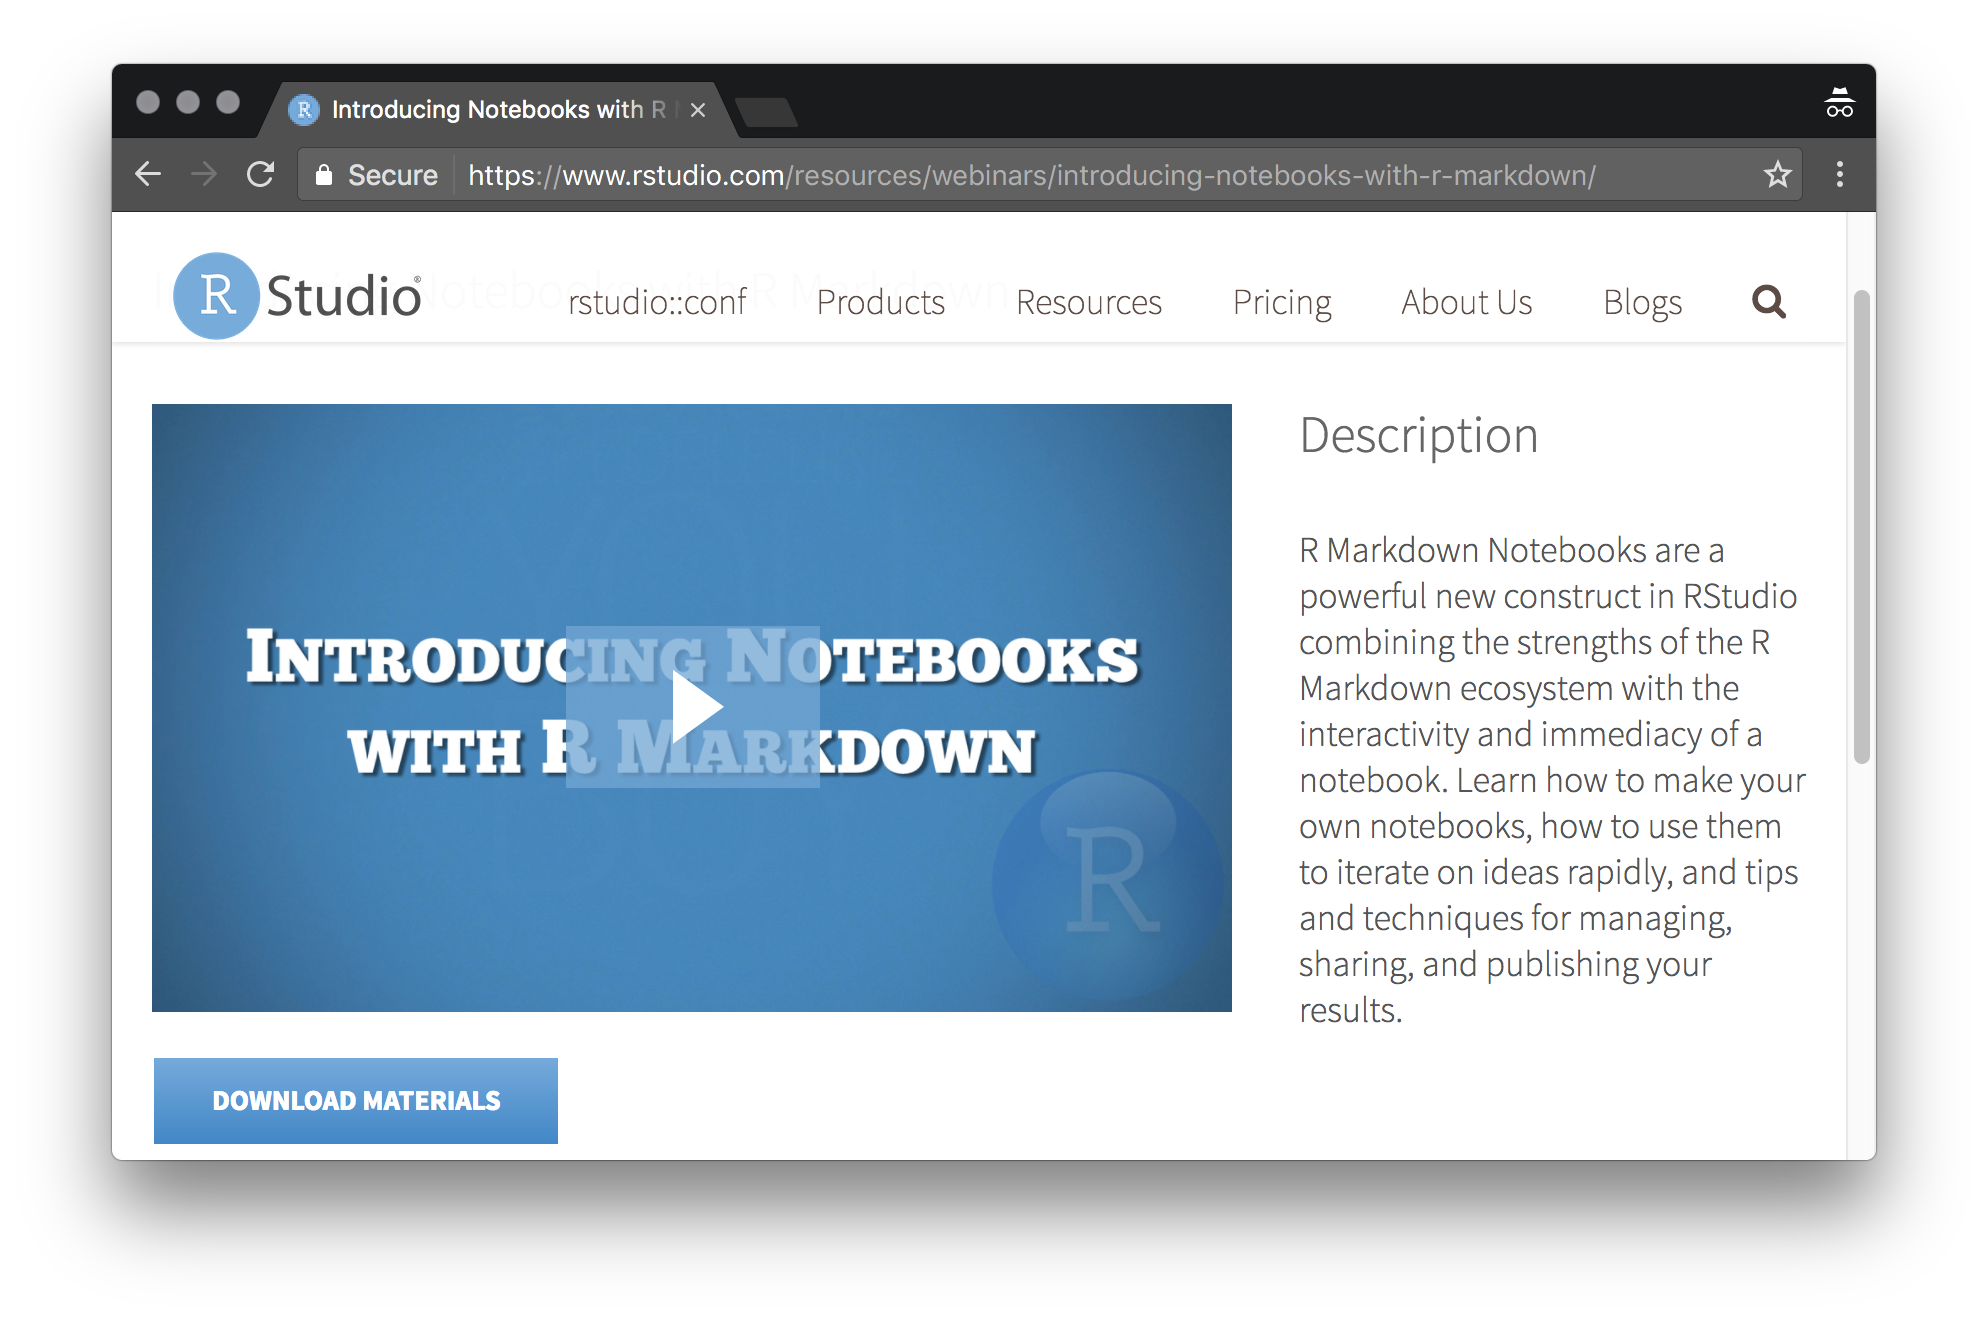 Introducing Notebooks with R
Secure https://www.rstudio.com/resources/webinars/introducing-notebooks-with-r-markdown/
R Studio®
rstudio::conf Products Resources Pricing About Us Blogs
INTRODUCING NOTEBOOKS
WITH R MARKDOWN
R
DOWNLOAD MATERIALS
Description
R Markdown Notebooks are a
powerful new construct in RStudio
combining the strengths of the R
Markdown ecosystem with the
interactivity and immediacy of a
notebook. Learn how to make your
own notebooks, how to use them
to iterate on ideas rapidly, and tips
and techniques for managing,
sharing, and publishing your
results.